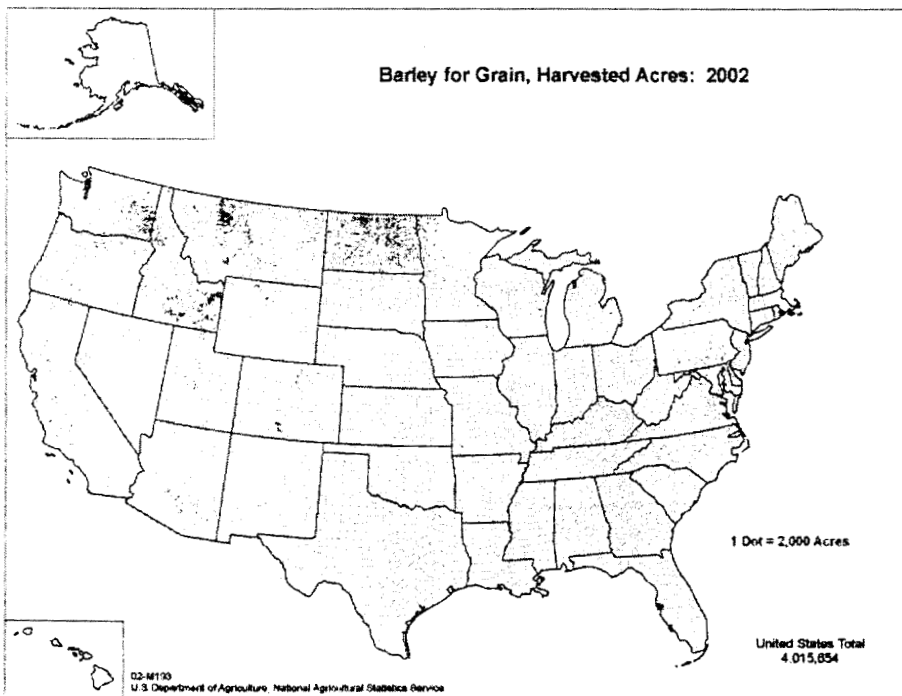 Barley for Grain, Harvested Acres: 2002
1 Dot = 2,000 Acres
United States Total
4,015,654
02-M193
U.S. Department of Agriculture, National Agricultural Statistics Service